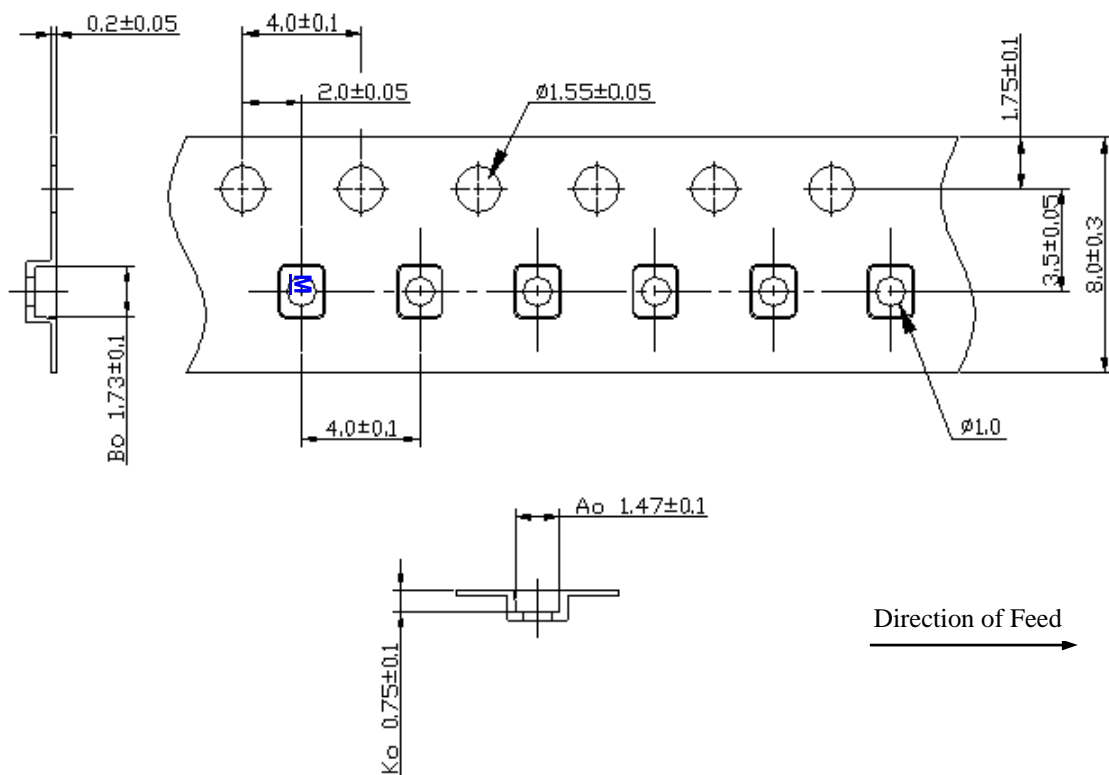 0.2±0.05
4.0±0.1
2.0±0.05
ø1.55±0.05
1.75±0.1
3.5±0.05
8.0±0.3
M
Bo 1.73±0.1
4.0±0.1
ø1.0
Ao 1.47±0.1
Ko 0.75±0.1
Direction of Feed